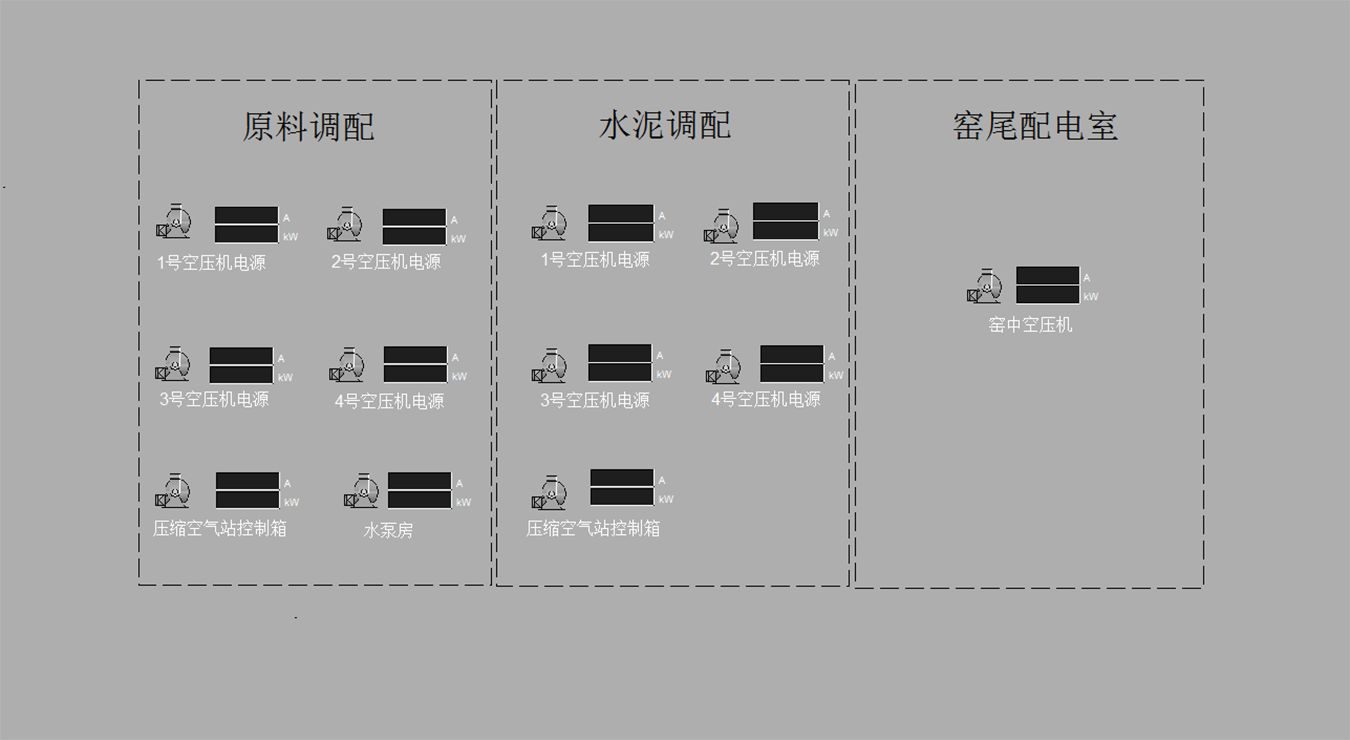 原料调配
A
kW
1号空压机电源
A
kW
2号空压机电源
A
kW
3号空压机电源
A
kW
4号空压机电源
A
kW
压缩空气站控制箱
A
kW
水泵房
水泥调配
A
kW
1号空压机电源
A
kW
2号空压机电源
A
kW
3号空压机电源
A
kW
4号空压机电源
A
kW
压缩空气站控制箱
窑尾配电室
A
kW
窑中空压机